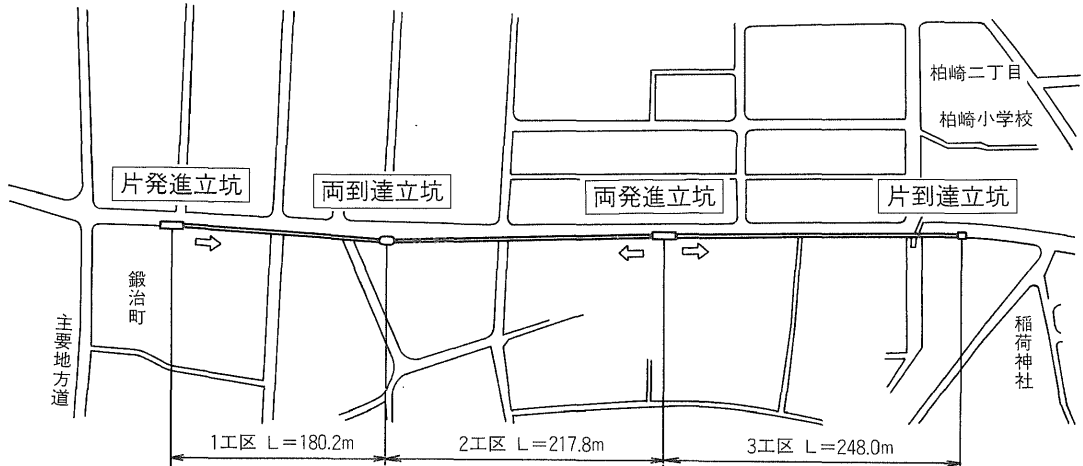 柏崎二丁目
柏崎小学校
片発進立坑
両到達立坑
両発進立坑
片到達立坑
鍛治町
主要地方道
稲荷神社
1工区 L=180.2m
2工区 L=217.8m
3工区 L=248.0m